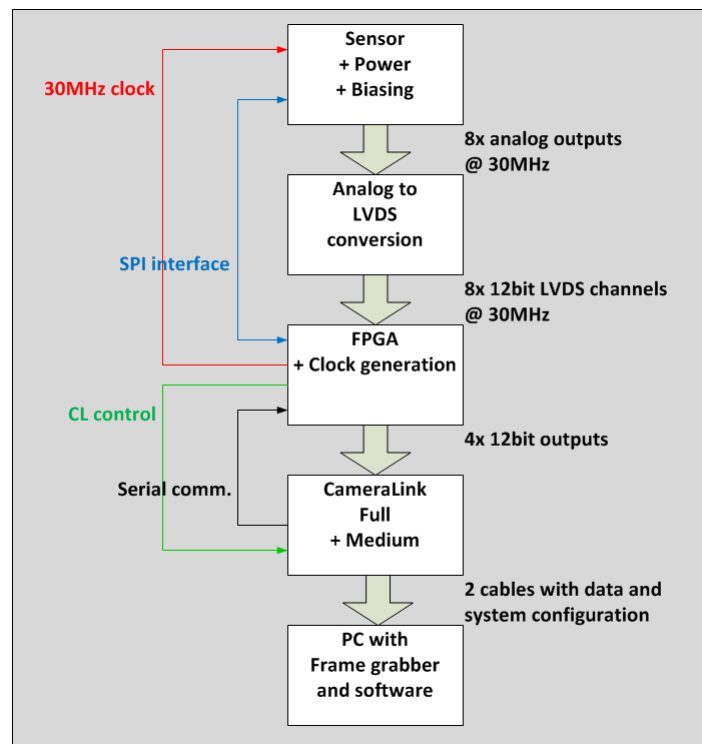 Sensor
+ Power
+ Biasing
30MHz clock
8x analog outputs
@ 30MHz
Analog to
LVDS
conversion
SPI interface
8x 12bit LVDS channels
@ 30MHz
FPGA
+ Clock generation
CL control
4x 12bit outputs
Serial comm.
CameraLink
Full
+ Medium
2 cables with data and
system configuration
PC with
Frame grabber
and software